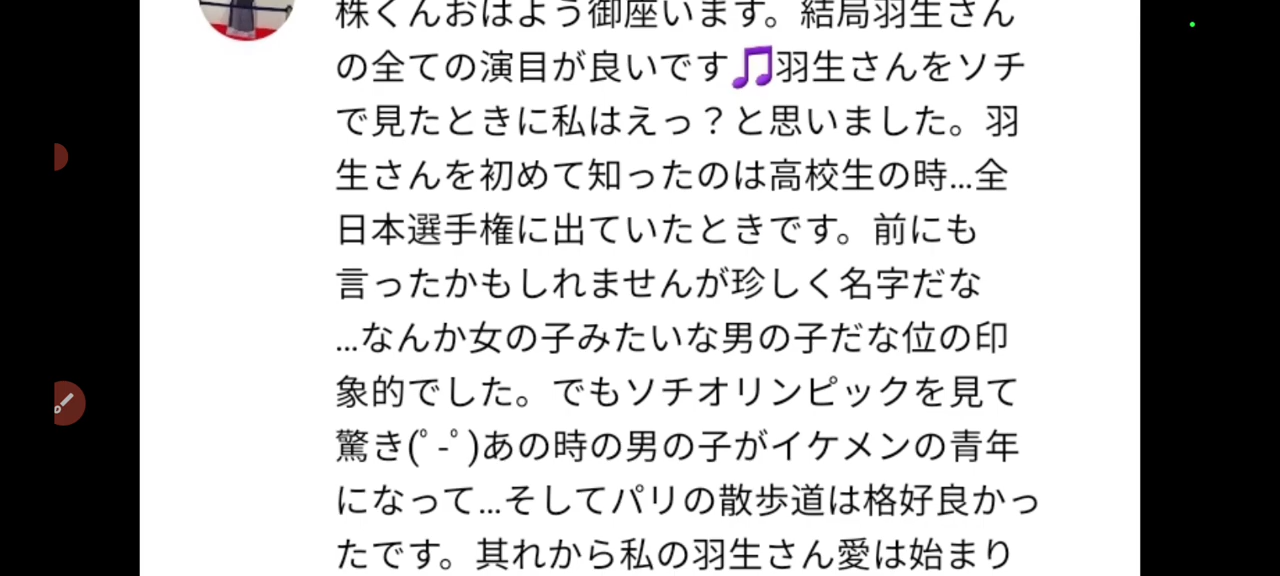 株くんおはよう御座います。結局羽生さん
の全ての演目が良いです🎵羽生さんをソチ
で見たときに私はえっ？と思いました。羽
生さんを初めて知ったのは高校生の時…全
日本選手権に出ていたときです。前にも
言ったかもしれませんが珍しく名字だな
…なんか女の子みたいな男の子だな位の印
象的でした。でもソチオリンピックを見て
驚き(ﾟ-ﾟ)あの時の男の子がイケメンの青年
になって…そしてパリの散歩道は格好良かっ
たです。其れから私の羽生さん愛は始まり